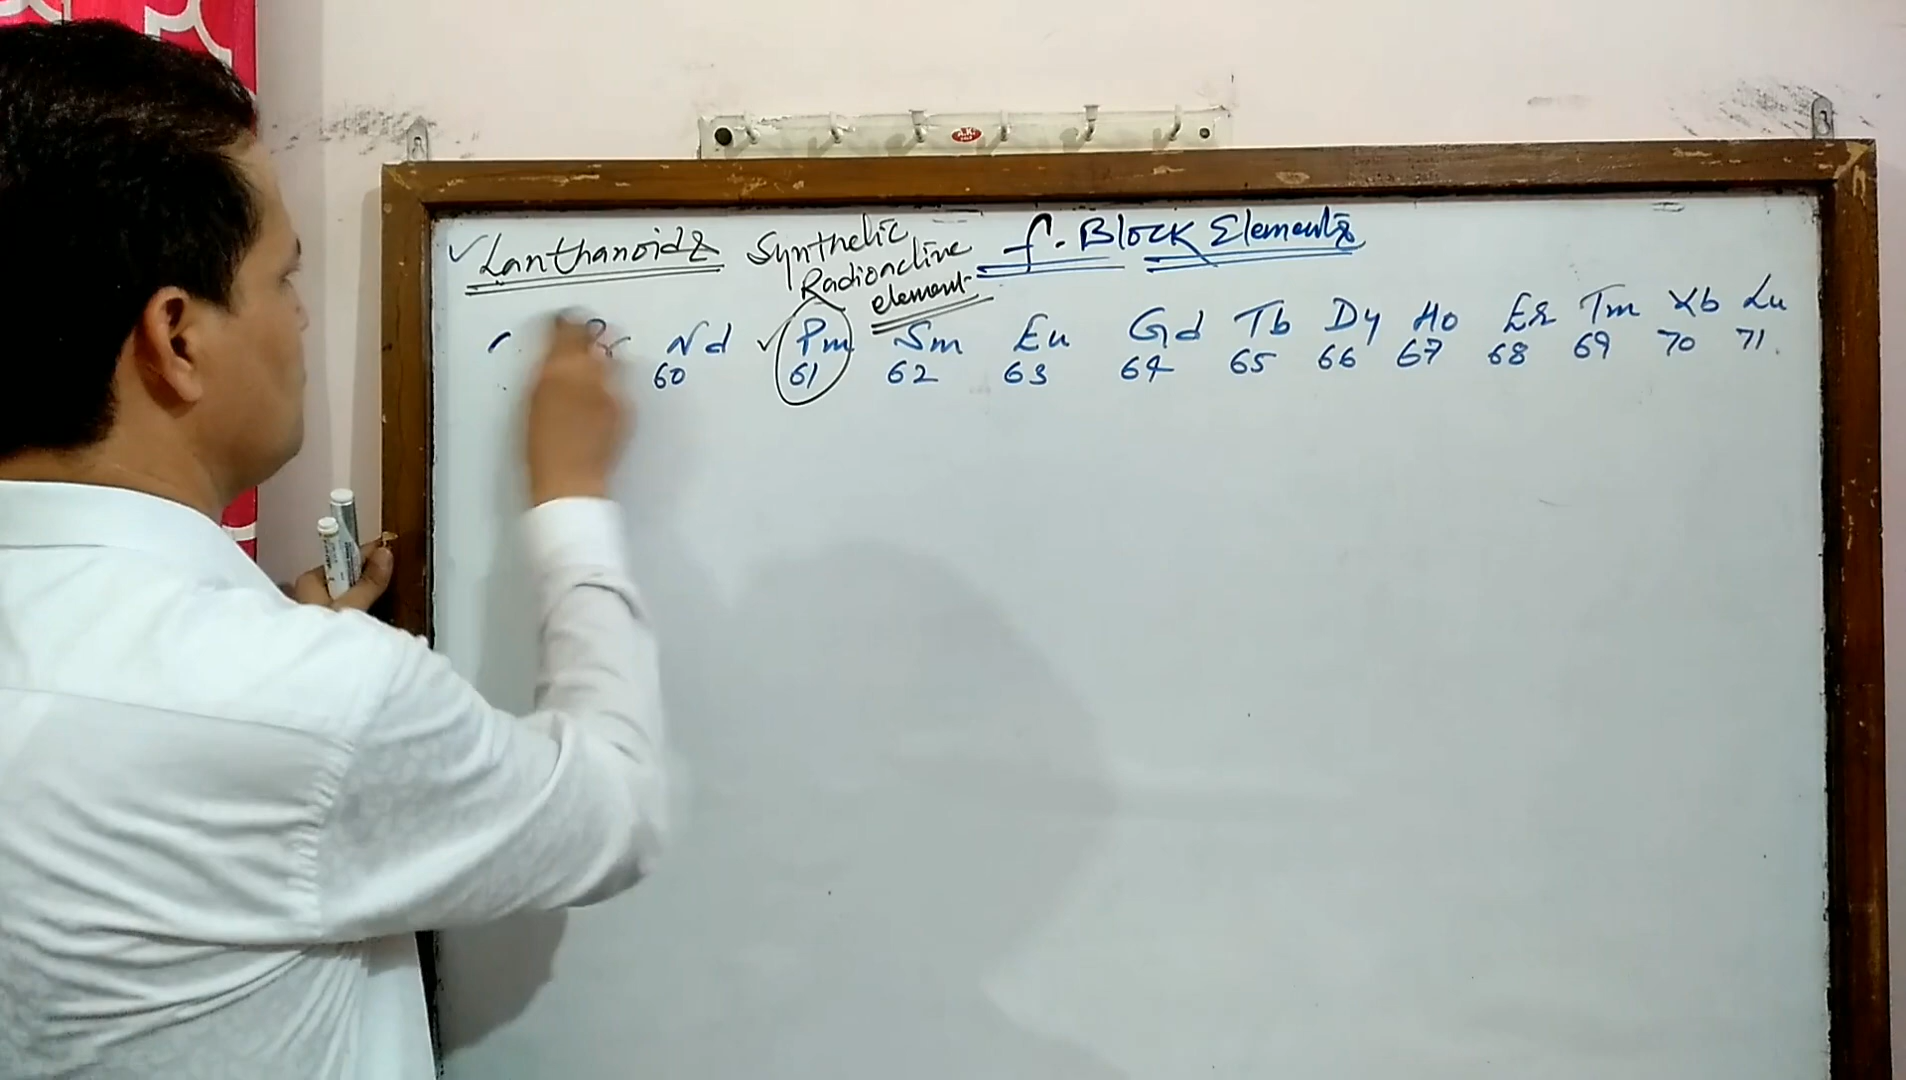 Lanthanoids Synthetic f-Block Elements
Radioactive
element
Pr Nd Pm Sm Eu Gd Tb Dy Ho Er Tm Yb Lu
60 61 62 63 64 65 66 67 68 69 70 71